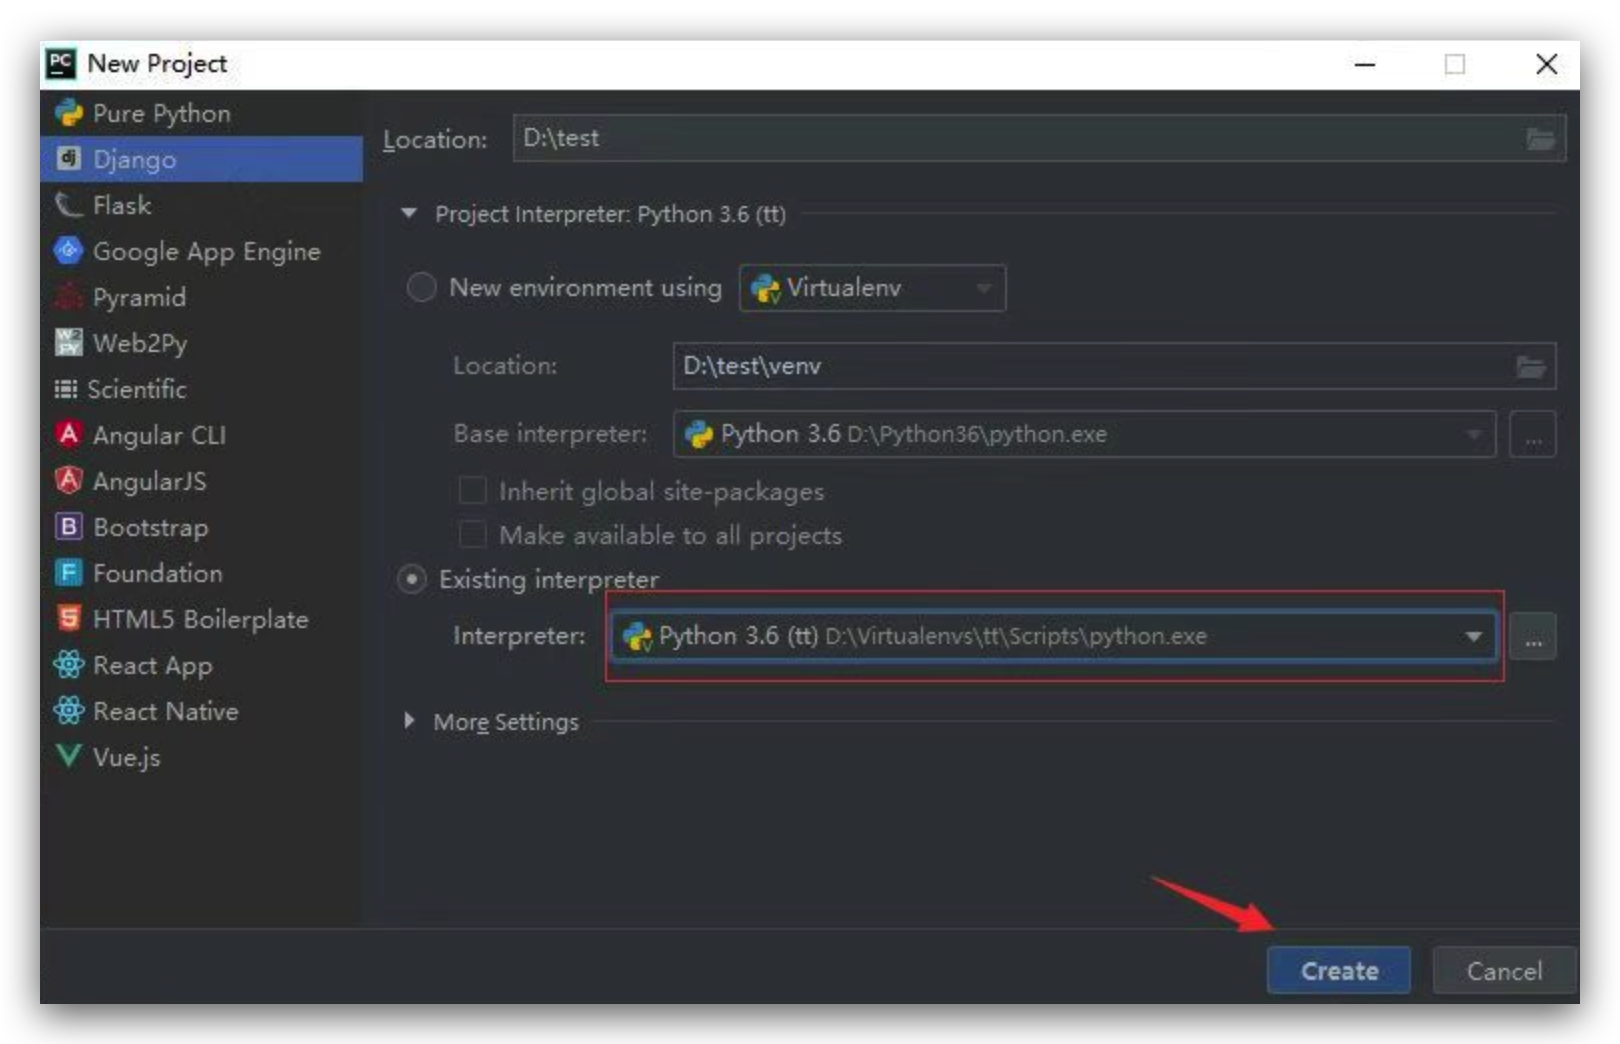 PC New Project
Pure Python
dj Django
Flask
Google App Engine
Pyramid
W2PY Web2Py
Scientific
A Angular CLI
A AngularJS
B Bootstrap
F Foundation
5 HTML5 Boilerplate
React App
React Native
Vue.js
Location: D:\test
Project Interpreter: Python 3.6 (tt)
New environment using V Virtualenv
Location: D:\test\venv
Base interpreter: Python 3.6 D:\Python36\python.exe ...
Inherit global site-packages
Make available to all projects
Existing interpreter
Interpreter: V Python 3.6 (tt) D:\Virtualenvs\tt\Scripts\python.exe ...
More Settings
Create Cancel